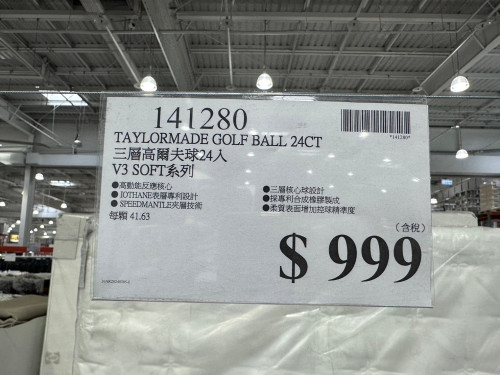 141280
TAYLORMADE GOLF BALL 24CT
三層高爾夫球24入
V3 SOFT系列
*141280*
●高動能反應核心
●IOTHANE表層專利設計
●SPEEDMANTLE夾層技術
每顆 41.63
●三層核心球設計
●採專利合成橡膠製成
●柔質表面增加控球精準度
（含稅）
$ 999